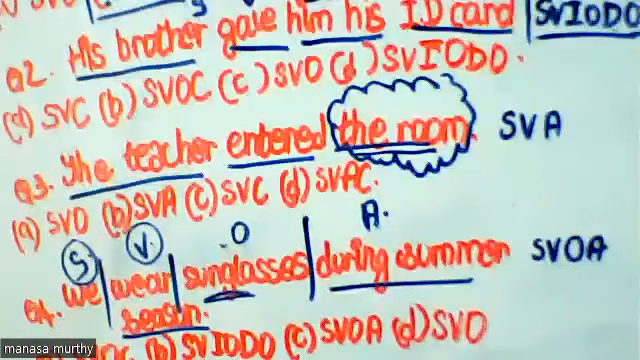 Q2. His brother gave him his ID card SVIODO
(a) SVC (b) SVOC (c) SVO (d) SVIODO.
Q3. The teacher entered the room. SVA
(a) SVO (b) SVA (c) SVC (d) SVAC.
S V. O A.
Q4. We wear sunglasses during summer SVOA
season.
(b) SVIODO (c) SVOA (d) SVO
manasa murthy